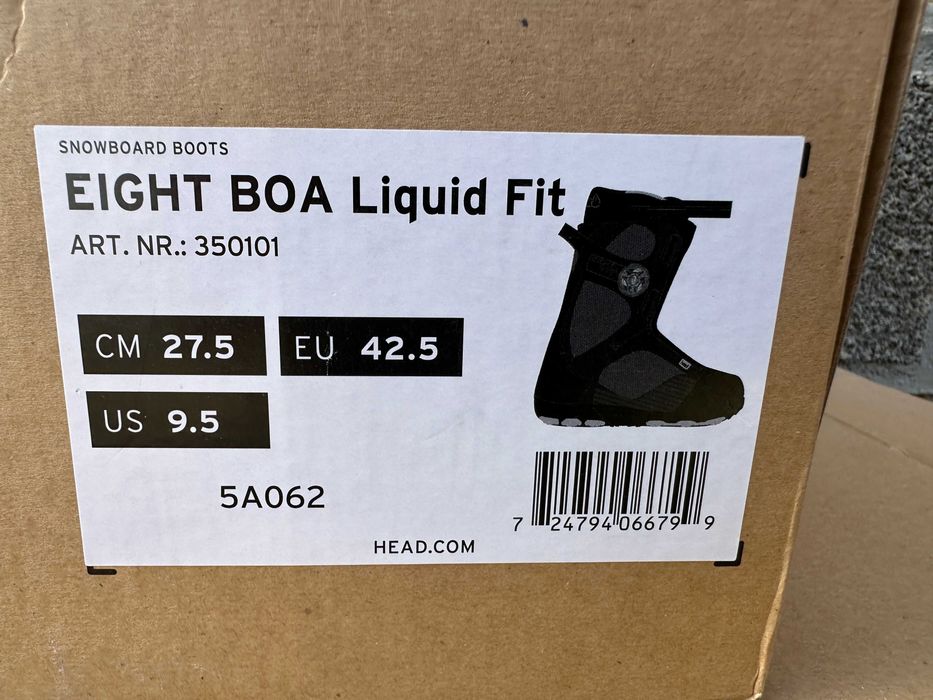 SNOWBOARD BOOTS
EIGHT BOA Liquid Fit
ART. NR.: 350101
CM 27.5 EU 42.5
US 9.5
5A062
7 24794 06679 9
HEAD.COM